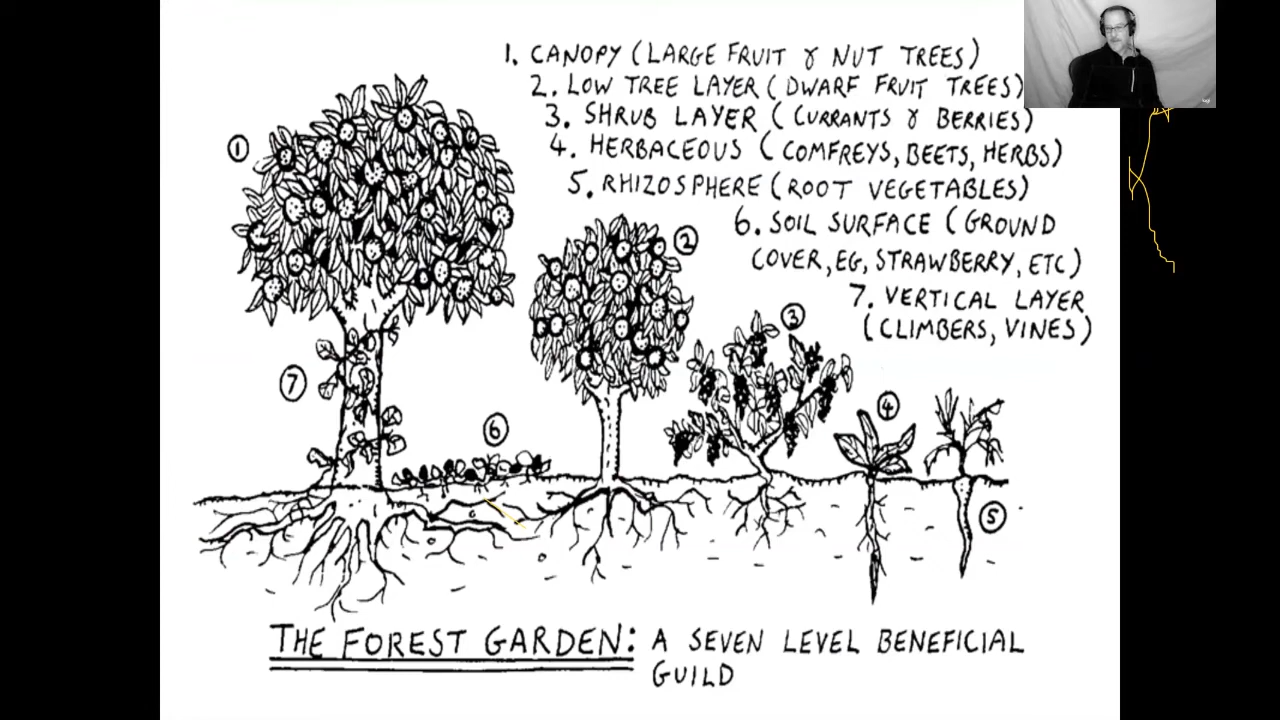 1. CANOPY (LARGE FRUIT & NUT TREES)
2. LOW TREE LAYER (DWARF FRUIT TREES)
3. SHRUB LAYER (CURRANTS & BERRIES)
4. HERBACEOUS (COMFREYS, BEETS, HERBS)
5. RHIZOSPHERE (ROOT VEGETABLES)
6. SOIL SURFACE (GROUND
COVER, EG, STRAWBERRY, ETC)
7. VERTICAL LAYER
(CLIMBERS, VINES)
1
2
3
7
4
6
5
THE FOREST GARDEN: A SEVEN LEVEL BENEFICIAL
GUILD